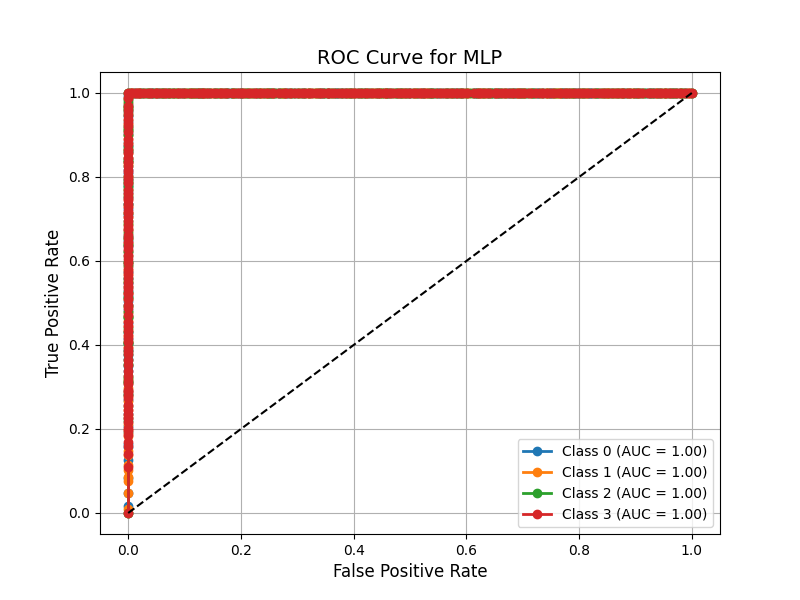 ROC Curve for MLP
True Positive Rate
1.0
0.8
0.6
0.4
0.2
0.0
0.0 0.2 0.4 0.6 0.8 1.0
False Positive Rate
Class 0 (AUC = 1.00)
Class 1 (AUC = 1.00)
Class 2 (AUC = 1.00)
Class 3 (AUC = 1.00)